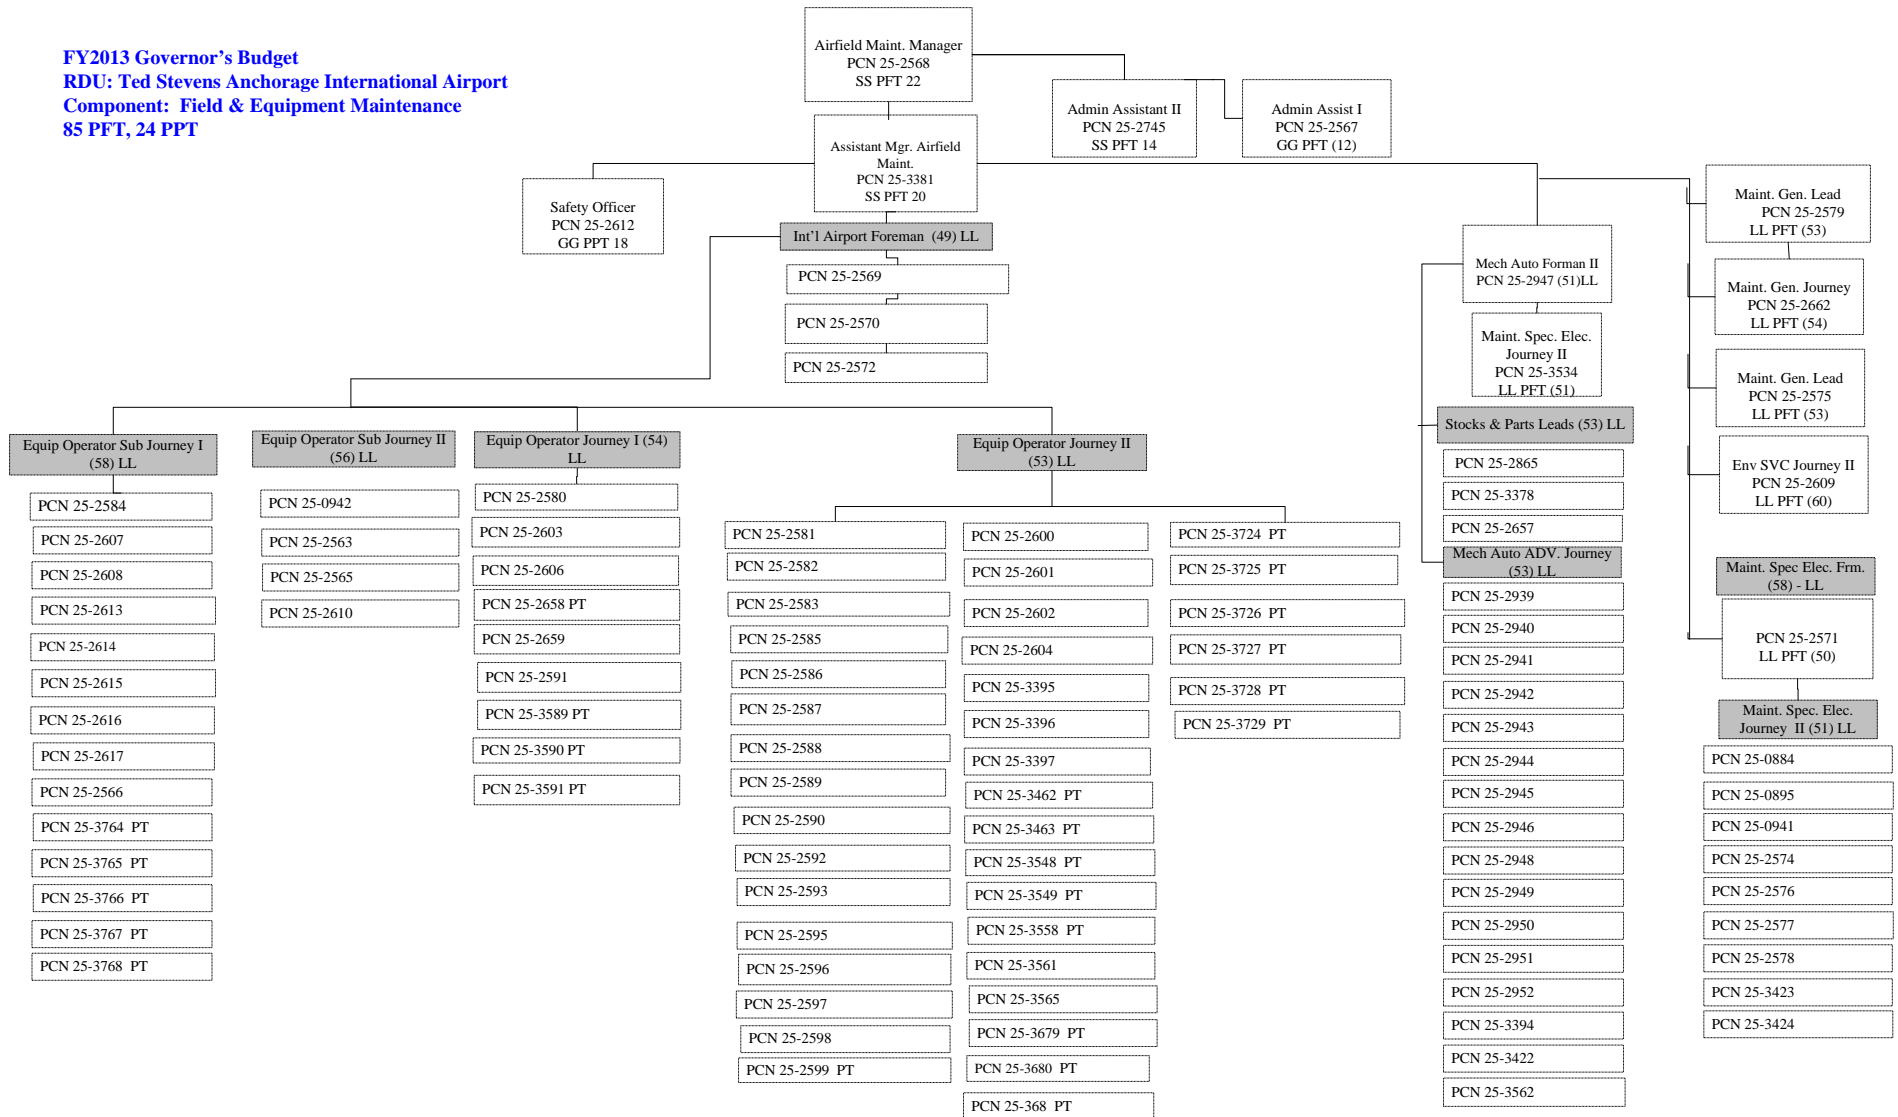 FY2013 Governor's Budget
RDU: Ted Stevens Anchorage International Airport
Component: Field & Equipment Maintenance
85 PFT, 24 PPT
Airfield Maint. Manager
PCN 25-2568
SS PFT 22
Admin Assistant II
PCN 25-2745
SS PFT 14
Admin Assist I
PCN 25-2567
GG PFT (12)
Assistant Mgr. Airfield
Maint.
PCN 25-3381
SS PFT 20
Safety Officer
PCN 25-2612
GG PPT 18
Int'l Airport Foreman (49) LL
PCN 25-2569
PCN 25-2570
PCN 25-2572
Equip Operator Sub Journey I
(58) LL
PCN 25-2584
PCN 25-2607
PCN 25-2608
PCN 25-2613
PCN 25-2614
PCN 25-2615
PCN 25-2616
PCN 25-2617
PCN 25-2566
PCN 25-3764 PT
PCN 25-3765 PT
PCN 25-3766 PT
PCN 25-3767 PT
PCN 25-3768 PT
Equip Operator Sub Journey II
(56) LL
PCN 25-0942
PCN 25-2563
PCN 25-2565
PCN 25-2610
Equip Operator Journey I (54)
LL
PCN 25-2580
PCN 25-2603
PCN 25-2606
PCN 25-2658 PT
PCN 25-2659
PCN 25-2591
PCN 25-3589 PT
PCN 25-3590 PT
PCN 25-3591 PT
Equip Operator Journey II
(53) LL
PCN 25-2581
PCN 25-2582
PCN 25-2583
PCN 25-2585
PCN 25-2586
PCN 25-2587
PCN 25-2588
PCN 25-2589
PCN 25-2590
PCN 25-2592
PCN 25-2593
PCN 25-2595
PCN 25-2596
PCN 25-2597
PCN 25-2598
PCN 25-2599 PT
PCN 25-2600
PCN 25-2601
PCN 25-2602
PCN 25-2604
PCN 25-3395
PCN 25-3396
PCN 25-3397
PCN 25-3462 PT
PCN 25-3463 PT
PCN 25-3548 PT
PCN 25-3549 PT
PCN 25-3558 PT
PCN 25-3561
PCN 25-3565
PCN 25-3679 PT
PCN 25-3680 PT
PCN 25-368 PT
PCN 25-3724 PT
PCN 25-3725 PT
PCN 25-3726 PT
PCN 25-3727 PT
PCN 25-3728 PT
PCN 25-3729 PT
Mech Auto Forman II
PCN 25-2947 (51)LL
Maint. Spec. Elec.
Journey II
PCN 25-3534
LL PFT (51)
Stocks & Parts Leads (53) LL
PCN 25-2865
PCN 25-3378
PCN 25-2657
Mech Auto ADV. Journey
(53) LL
PCN 25-2939
PCN 25-2940
PCN 25-2941
PCN 25-2942
PCN 25-2943
PCN 25-2944
PCN 25-2945
PCN 25-2946
PCN 25-2948
PCN 25-2949
PCN 25-2950
PCN 25-2951
PCN 25-2952
PCN 25-3394
PCN 25-3422
PCN 25-3562
Maint. Gen. Lead
PCN 25-2579
LL PFT (53)
Maint. Gen. Journey
PCN 25-2662
LL PFT (54)
Maint. Gen. Lead
PCN 25-2575
LL PFT (53)
Env SVC Journey II
PCN 25-2609
LL PFT (60)
Maint. Spec Elec. Frm.
(58) - LL
PCN 25-2571
LL PFT (50)
Maint. Spec. Elec.
Journey II (51) LL
PCN 25-0884
PCN 25-0895
PCN 25-0941
PCN 25-2574
PCN 25-2576
PCN 25-2577
PCN 25-2578
PCN 25-3423
PCN 25-3424